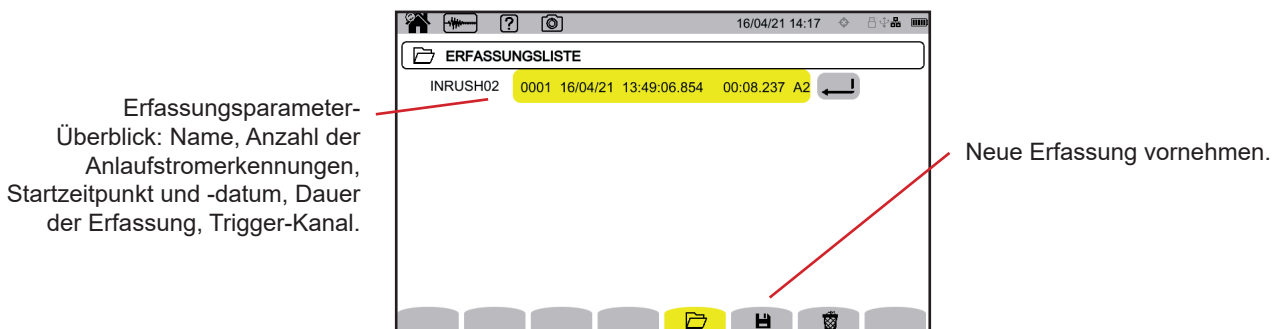 16/04/21 14:17
ERFASSUNGSLISTE
INRUSH02 0001 16/04/21 13:49:06.854 00:08.237 A2
Erfassungsparameter-
Überblick: Name, Anzahl der
Anlaufstromerkennungen,
Startzeitpunkt und -datum, Dauer
der Erfassung, Trigger-Kanal.
Neue Erfassung vornehmen.